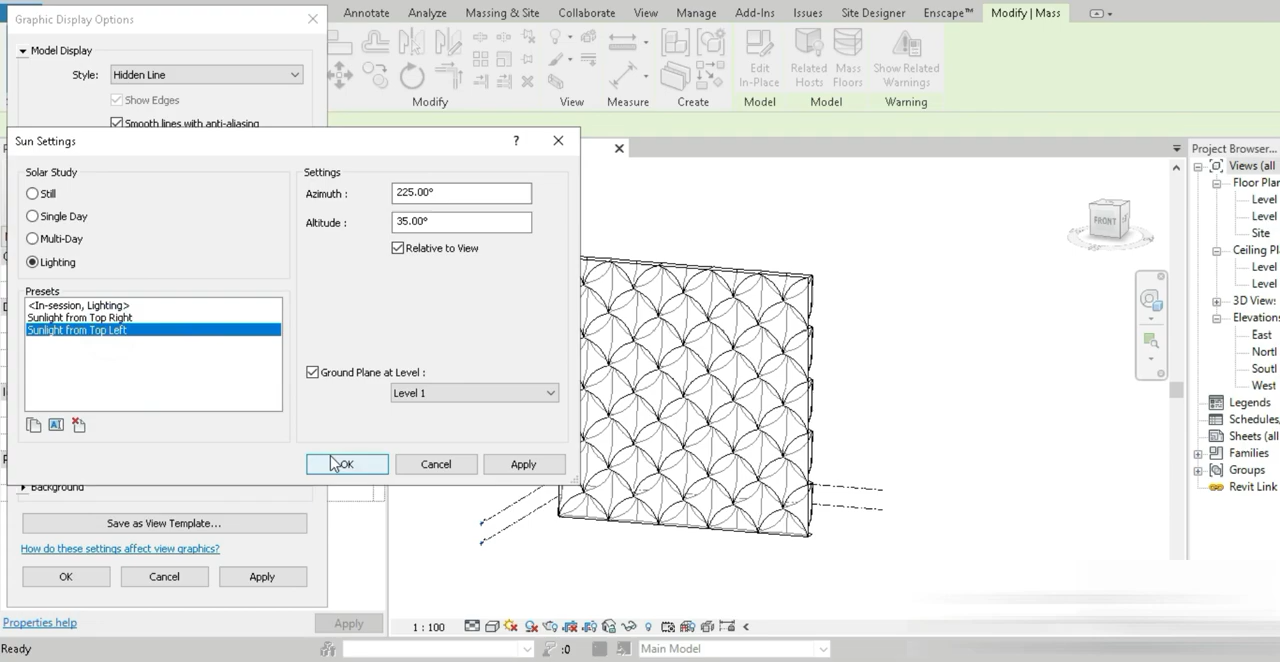 Graphic Display Options
Annotate
Analyze
Massing & Site
Collaborate
View
Manage
Add-Ins
Issues
Site Designer
Enscape™
Modify | Mass
Model Display
Style:
Hidden Line
Show Edges
Smooth lines with anti-aliasing
Edit
In-Place
Related
Hosts
Mass
Floors
Show Related
Warnings
Modify
View
Measure
Create
Model
Model
Warning
Sun Settings
?
Solar Study
Still
Single Day
Multi-Day
Lighting
Settings
Azimuth :
225.00°
Altitude :
35.00°
Relative to View
Presets
<In-session, Lighting>
Sunlight from Top Right
Sunlight from Top Left
Ground Plane at Level :
Level 1
OK
Cancel
Apply
Background
Save as View Template...
How do these settings affect view graphics?
OK
Cancel
Apply
Properties help
Apply
FRONT
Project Browser...
Views (all
Floor Plan
Level
Level
Site
Ceiling Pl
Level
Level
3D View:
Elevations
East
Nortl
Soutl
West
Legends
Schedules,
Sheets (all
Families
Groups
Revit Link
1 : 100
Ready
:0
Main Model